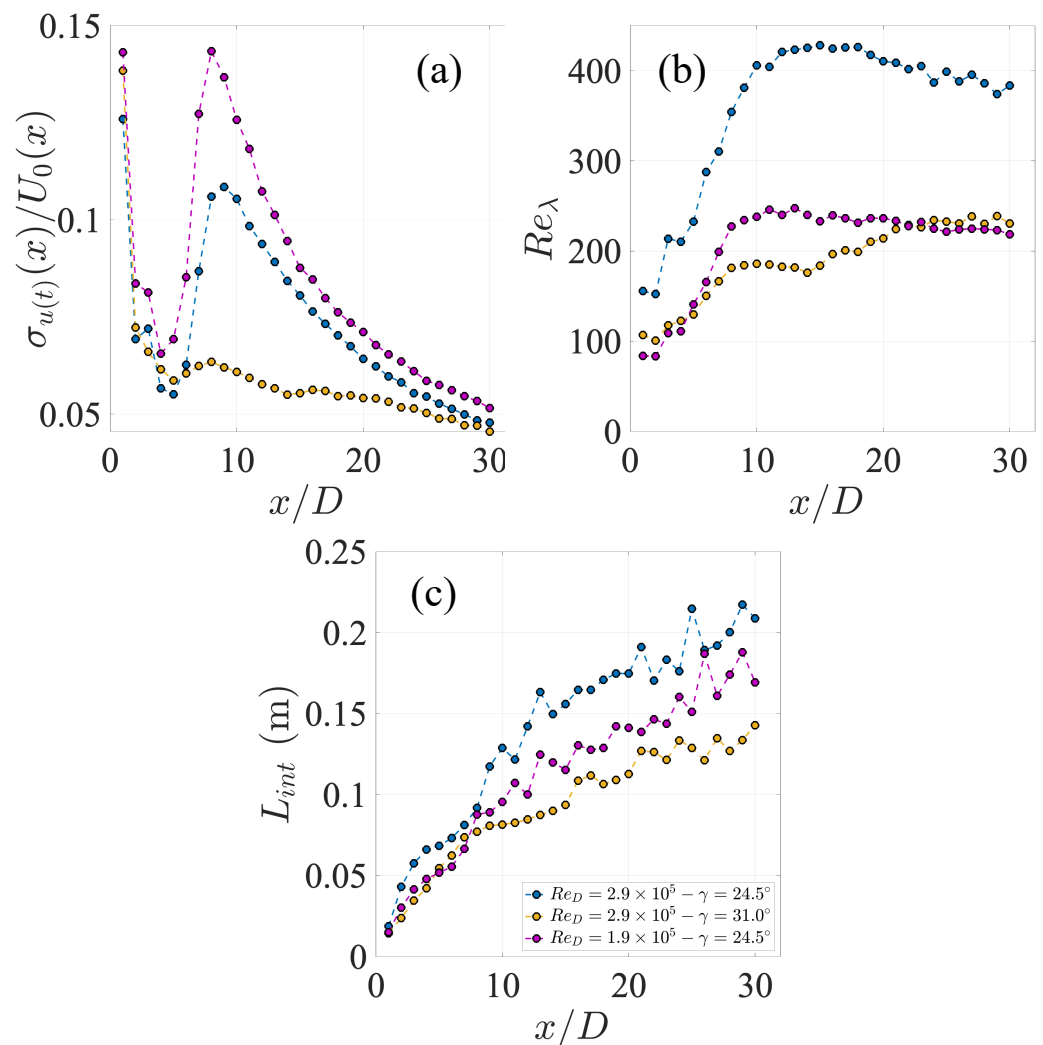 (a)
0.15
0.1
0.05
0 10 20 30
σ_{u(t)}(x)/U_0(x)
x/D
(b)
400
300
200
100
0
0 10 20 30
Re_λ
x/D
(c)
0.25
0.2
0.15
0.1
0.05
0
0 10 20 30
L_{int} (m)
x/D
Re_D = 2.9 × 10^5 − γ = 24.5°
Re_D = 2.9 × 10^5 − γ = 31.0°
Re_D = 1.9 × 10^5 − γ = 24.5°